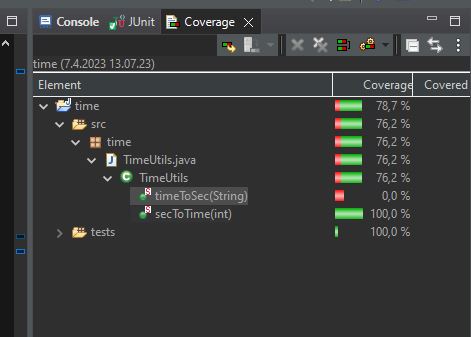 Console JUnit Coverage
time (7.4.2023 13.07.23)
Element Coverage Covered
time 78,7 %
src 76,2 %
time 76,2 %
TimeUtils.java 76,2 %
TimeUtils 76,2 %
timeToSec(String) 0,0 %
secToTime(int) 100,0 %
tests 100,0 %